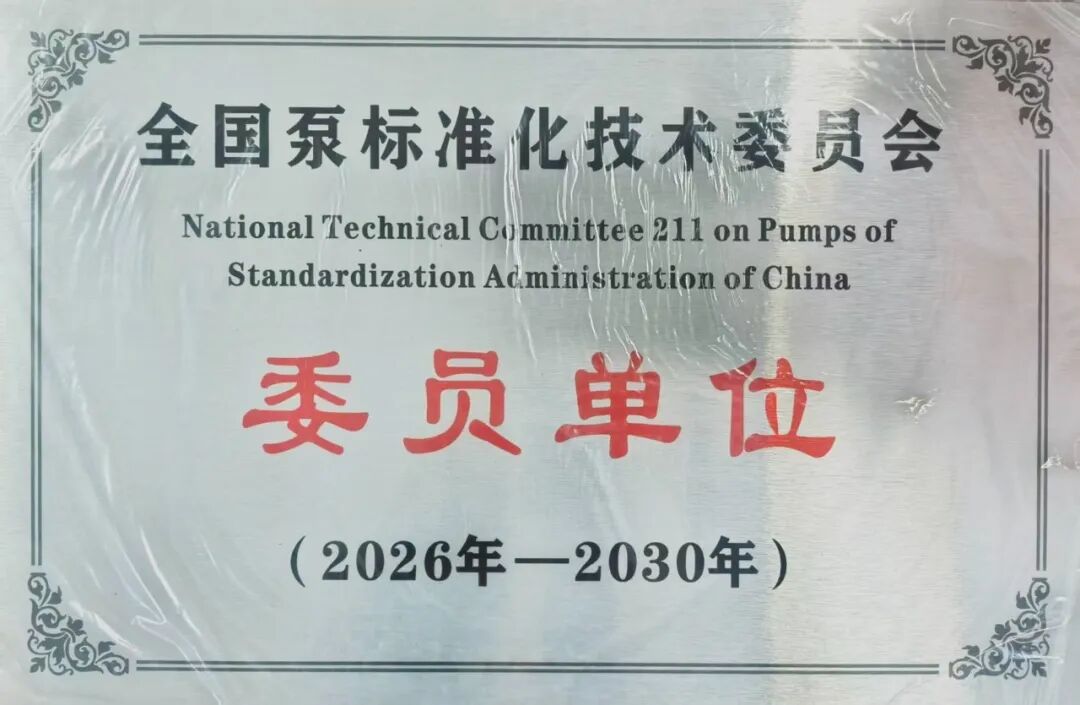 全国泵标准化技术委员会
National Technical Committee 211 on Pumps of
Standardization Administration of China
委员单位
（2026年—2030年）